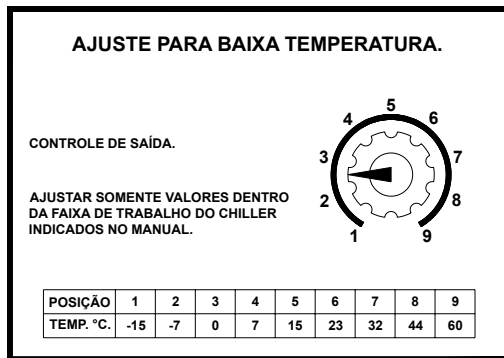 AJUSTE PARA BAIXA TEMPERATURA.
5
4 6
CONTROLE DE SAÍDA.
3 7
AJUSTAR SOMENTE VALORES DENTRO
DA FAIXA DE TRABALHO DO CHILLER
INDICADOS NO MANUAL.
2 8
1 9
POSIÇÃO 1 2 3 4 5 6 7 8 9
TEMP. °C. -15 -7 0 7 15 23 32 44 60